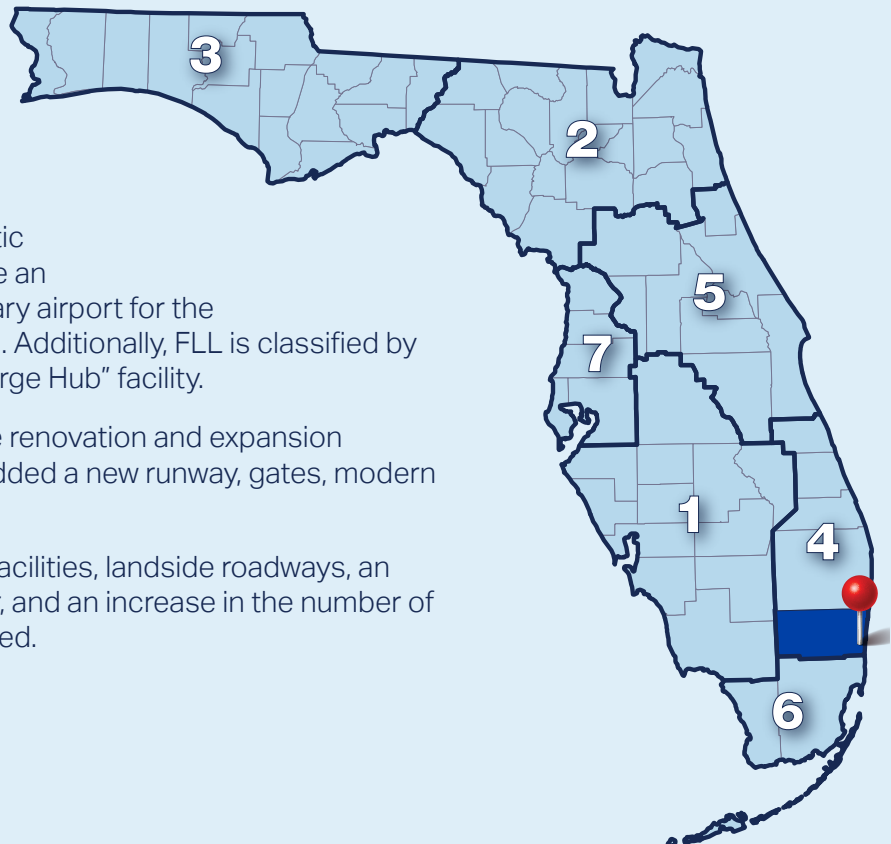 3
2
tic
e an
5
ary airport for the
. Additionally, FLL is classified by
7
rge Hub” facility.
e renovation and expansion
dded a new runway, gates, modern
1
4
acilities, landside roadways, an
, and an increase in the number of
ed.
6